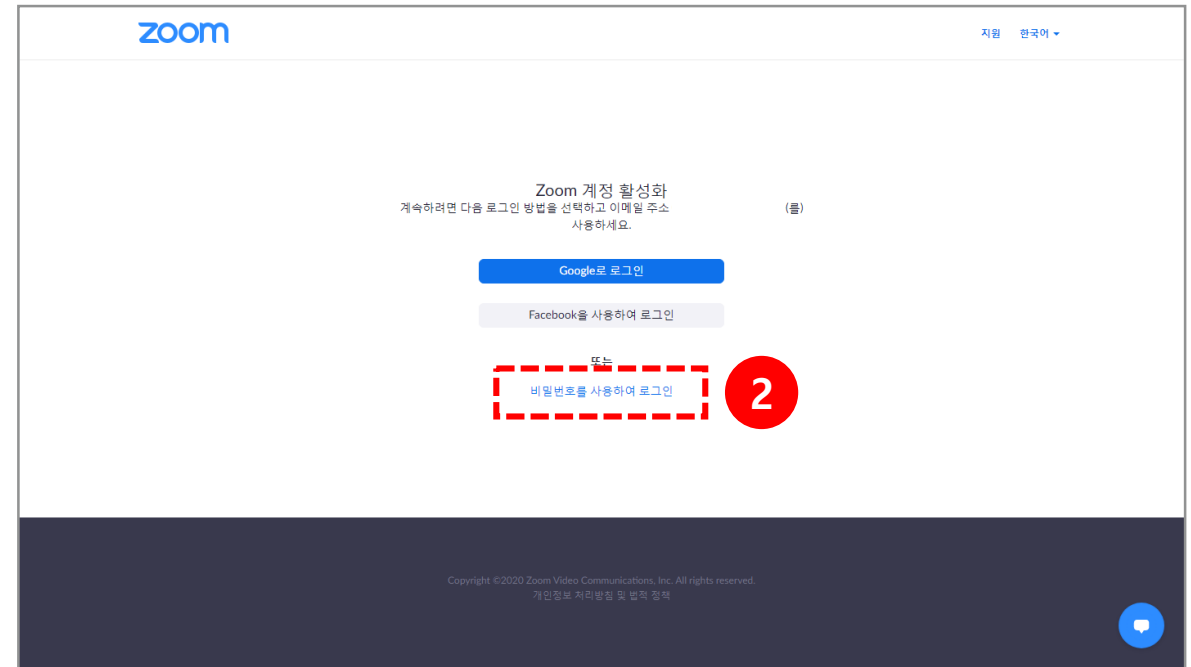 zoom
지원 한국어
Zoom 계정 활성화
계속하려면 다음 로그인 방법을 선택하고 이메일 주소 (를)
사용하세요.
Google로 로그인
Facebook을 사용하여 로그인
또는
비밀번호를 사용하여 로그인
2
Copyright ©2020 Zoom Video Communications, Inc. All rights reserved.
개인정보 처리방침 및 법적 정책